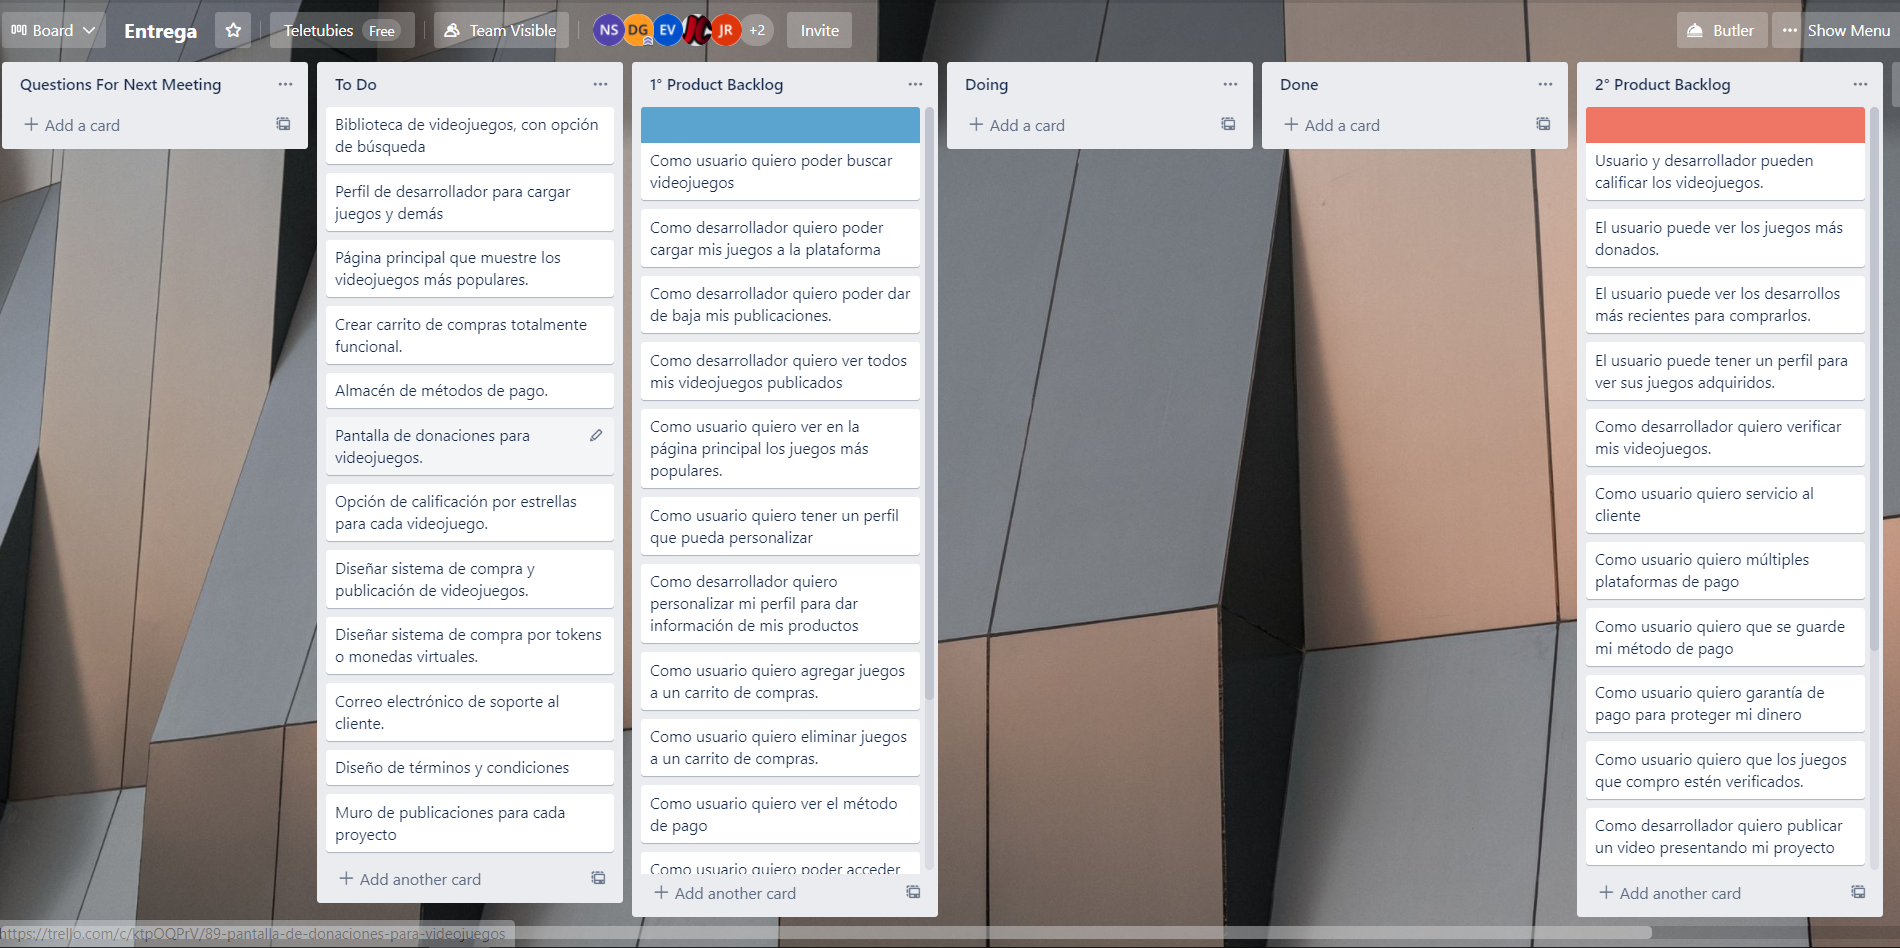 Board
Entrega
Teletubies Free
Team Visible
NS DG EV JR +2
Invite
Butler
Show Menu
Questions For Next Meeting
Add a card
To Do
Biblioteca de videojuegos, con opción
de búsqueda
Perfil de desarrollador para cargar
juegos y demás
Página principal que muestre los
videojuegos más populares.
Crear carrito de compras totalmente
funcional.
Almacén de métodos de pago.
Pantalla de donaciones para
videojuegos.
Opción de calificación por estrellas
para cada videojuego.
Diseñar sistema de compra y
publicación de videojuegos.
Diseñar sistema de compra por tokens
o monedas virtuales.
Correo electrónico de soporte al
cliente.
Diseño de términos y condiciones
Muro de publicaciones para cada
proyecto
Add another card
1° Product Backlog
Como usuario quiero poder buscar
videojuegos
Como desarrollador quiero poder
cargar mis juegos a la plataforma
Como desarrollador quiero poder dar
de baja mis publicaciones.
Como desarrollador quiero ver todos
mis videojuegos publicados
Como usuario quiero ver en la
página principal los juegos más
populares.
Como usuario quiero tener un perfil
que pueda personalizar
Como desarrollador quiero
personalizar mi perfil para dar
información de mis productos
Como usuario quiero agregar juegos
a un carrito de compras.
Como usuario quiero eliminar juegos
a un carrito de compras.
Como usuario quiero ver el método
de pago
Como usuario quiero poder acceder
Add another card
Doing
Add a card
Done
Add a card
2° Product Backlog
Usuario y desarrollador pueden
calificar los videojuegos.
El usuario puede ver los juegos más
donados.
El usuario puede ver los desarrollos
más recientes para comprarlos.
El usuario puede tener un perfil para
ver sus juegos adquiridos.
Como desarrollador quiero verificar
mis videojuegos.
Como usuario quiero servicio al
cliente
Como usuario quiero múltiples
plataformas de pago
Como usuario quiero que se guarde
mi método de pago
Como usuario quiero garantía de
pago para proteger mi dinero
Como usuario quiero que los juegos
que compro estén verificados.
Como desarrollador quiero publicar
un video presentando mi proyecto
Add another card
https://trello.com/c/ktpOQPrV/89-pantalla-de-donaciones-para-videojuegos